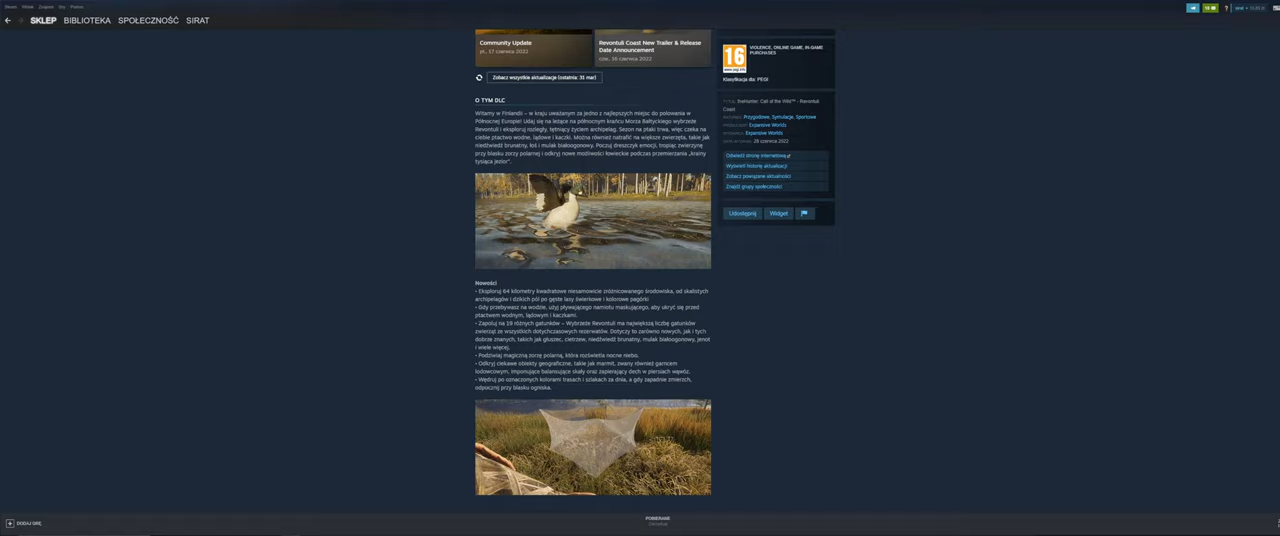 Steam Widok Znajomi Gry Pomoc
SKLEP BIBLIOTEKA SPOŁECZNOŚĆ SIRAT
Community Update
pt., 17 czerwca 2022
Revontuli Coast New Trailer & Release
Date Announcement
czw., 16 czerwca 2022
Zobacz wszystkie aktualizacje (ostatnia: 31 mar)
O TYM DLC
Witamy w Finlandii – w kraju uważanym za jedno z najlepszych miejsc do polowania w
Północnej Europie! Udaj się na leżące na północnym krańcu Morza Bałtyckiego wybrzeże
Revontuli i eksploruj rozległy, tętniący życiem archipelag. Sezon na ptaki trwa, więc czeka na
ciebie ptactwo wodne, lądowe i kaczki. Można również natrafić na większe zwierzęta, takie jak
niedźwiedź brunatny, łoś i mulak białoogonowy. Poczuj dreszczyk emocji, tropiąc zwierzynę
przy blasku zorzy polarnej i odkryj nowe możliwości łowieckie podczas przemierzania „Krainy
tysiąca jezior”.
Nowości
• Eksploruj 64 kilometry kwadratowe niesamowicie zróżnicowanego środowiska, od skalistych
archipelagów i dzikich pól po gęste lasy świerkowe i kolorowe pagórki
• Gdy przebywasz na wodzie, użyj pływającego namiotu maskującego, aby ukryć się przed
ptactwem wodnym, lądowym i kaczkami.
• Zapoluj na 19 różnych gatunków – Wybrzeże Revontuli ma największą liczbę gatunków
zwierząt ze wszystkich dotychczasowych rezerwatów. Dotyczy to zarówno nowych, jak i tych
dobrze znanych, takich jak głuszec, cietrzew, niedźwiedź brunatny, mulak białoogonowy, jenot
i wiele więcej.
• Podziwiaj magiczną zorzę polarną, która rozświetla nocne niebo.
• Odkryj ciekawe obiekty geograficzne, takie jak marmit, zwany również garncem
lodowcowym, imponujące balansujące skały oraz zapierający dech w piersiach wąwóz.
• Wędruj po oznaczonych kolorami trasach i szlakach za dnia, a gdy zapadnie zmierzch,
odpocznij przy blasku ogniska.
16
VIOLENCE, ONLINE GAME, IN-GAME
PURCHASES
Klasyfikacja dla: PEGI
theHunter: Call of the Wild™ - Revontuli
Coast
Przygodowe, Symulacje, Sportowe
Expansive Worlds
Expansive Worlds
28 czerwca 2022
Odwiedź stronę internetową
Wyświetl historię aktualizacji
Zobacz powiązane aktualności
Znajdź grupy społeczności
Udostępnij Widget
DODAJ GRĘ
POBIERANIE